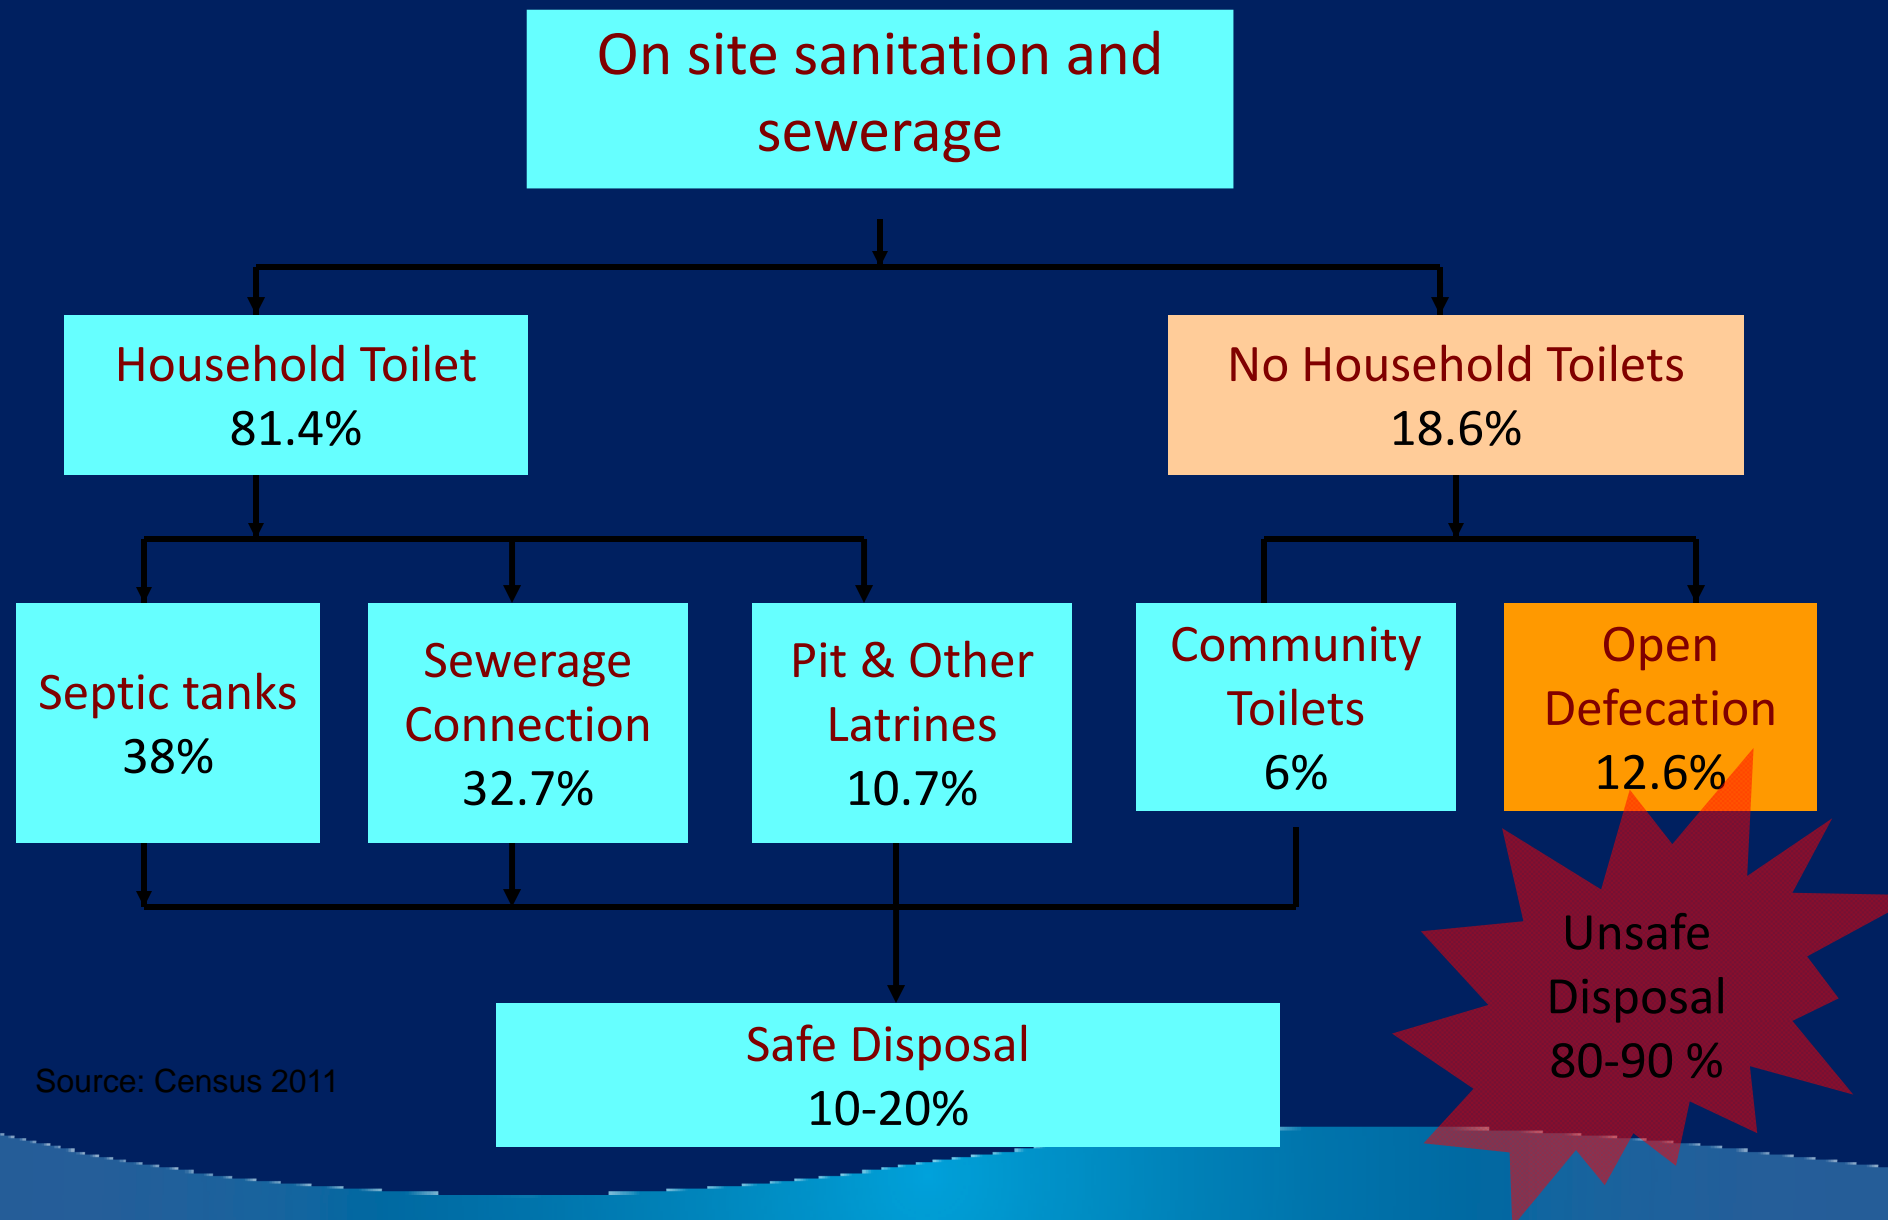 On site sanitation and
sewerage
Household Toilet
81.4%
No Household Toilets
18.6%
Septic tanks
38%
Sewerage
Connection
32.7%
Pit & Other
Latrines
10.7%
Community
Toilets
6%
Open
Defecation
12.6%
Unsafe
Disposal
80-90 %
Safe Disposal
10-20%
Source: Census 2011